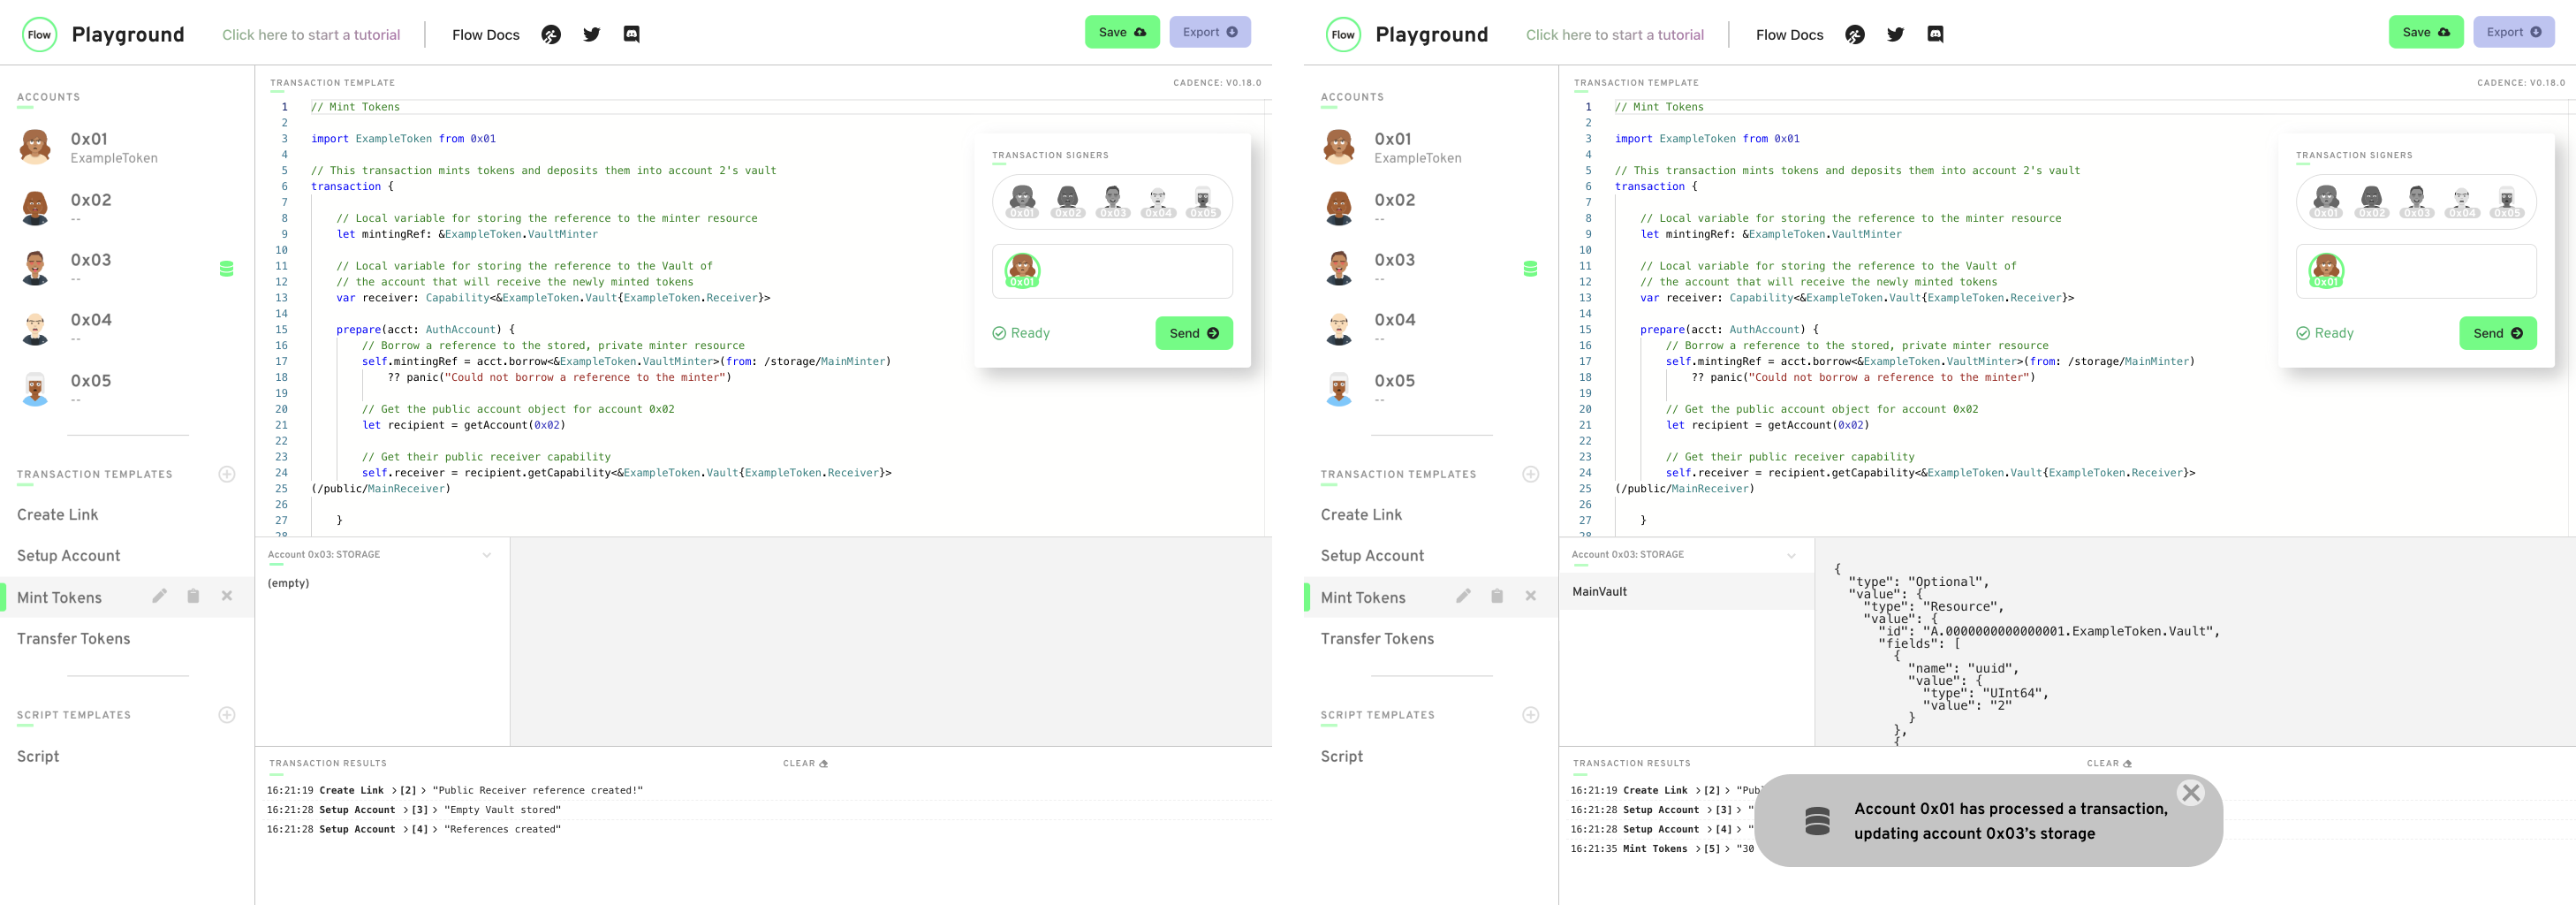 Flow
Playground
Click here to start a tutorial
Flow Docs
Save
Export
ACCOUNTS
0x01
ExampleToken
0x02
--
0x03
--
0x04
--
0x05
--
TRANSACTION TEMPLATES
Create Link
Setup Account
Mint Tokens
Transfer Tokens
SCRIPT TEMPLATES
Script
TRANSACTION TEMPLATE
CADENCE: V0.18.0
1 // Mint Tokens
2
3 import ExampleToken from 0x01
4
5 // This transaction mints tokens and deposits them into account 2's vault
6 transaction {
7
8 // Local variable for storing the reference to the minter resource
9 let mintingRef: &ExampleToken.VaultMinter
10
11 // Local variable for storing the reference to the Vault of
12 // the account that will receive the newly minted tokens
13 var receiver: Capability<&ExampleToken.Vault{ExampleToken.Receiver}>
14
15 prepare(acct: AuthAccount) {
16 // Borrow a reference to the stored, private minter resource
17 self.mintingRef = acct.borrow<&ExampleToken.VaultMinter>(from: /storage/MainMinter)
18 ?? panic("Could not borrow a reference to the minter")
19
20 // Get the public account object for account 0x02
21 let recipient = getAccount(0x02)
22
23 // Get their public receiver capability
24 self.receiver = recipient.getCapability<&ExampleToken.Vault{ExampleToken.Receiver}>
25 (/public/MainReceiver)
26
27 }
28
TRANSACTION SIGNERS
0x01 0x02 0x03 0x04 0x05
0x01
Ready
Send
Account 0x03: STORAGE
(empty)
TRANSACTION RESULTS
CLEAR
16:21:19 Create Link >[2]> "Public Receiver reference created!"
16:21:28 Setup Account >[3]> "Empty Vault stored"
16:21:28 Setup Account >[4]> "References created"
Flow
Playground
Click here to start a tutorial
Flow Docs
Save
Export
ACCOUNTS
0x01
ExampleToken
0x02
--
0x03
--
0x04
--
0x05
--
TRANSACTION TEMPLATES
Create Link
Setup Account
Mint Tokens
Transfer Tokens
SCRIPT TEMPLATES
Script
TRANSACTION TEMPLATE
CADENCE: V0.18.0
1 // Mint Tokens
2
3 import ExampleToken from 0x01
4
5 // This transaction mints tokens and deposits them into account 2's vault
6 transaction {
7
8 // Local variable for storing the reference to the minter resource
9 let mintingRef: &ExampleToken.VaultMinter
10
11 // Local variable for storing the reference to the Vault of
12 // the account that will receive the newly minted tokens
13 var receiver: Capability<&ExampleToken.Vault{ExampleToken.Receiver}>
14
15 prepare(acct: AuthAccount) {
16 // Borrow a reference to the stored, private minter resource
17 self.mintingRef = acct.borrow<&ExampleToken.VaultMinter>(from: /storage/MainMinter)
18 ?? panic("Could not borrow a reference to the minter")
19
20 // Get the public account object for account 0x02
21 let recipient = getAccount(0x02)
22
23 // Get their public receiver capability
24 self.receiver = recipient.getCapability<&ExampleToken.Vault{ExampleToken.Receiver}>
25 (/public/MainReceiver)
26
27 }
28
TRANSACTION SIGNERS
0x01 0x02 0x03 0x04 0x05
0x01
Ready
Send
Account 0x03: STORAGE
MainVault
{
"type": "Optional",
"value": {
"type": "Resource",
"value": {
"id": "A.0000000000000001.ExampleToken.Vault",
"fields": [
{
"name": "uuid",
"value": {
"type": "UInt64",
"value": "2"
}
},
{
TRANSACTION RESULTS
CLEAR
16:21:19 Create Link >[2]> "Publ
16:21:28 Setup Account >[3]> "
16:21:28 Setup Account >[4]> "
16:21:35 Mint Tokens >[5]> "30
Account 0x01 has processed a transaction,
updating account 0x03’s storage